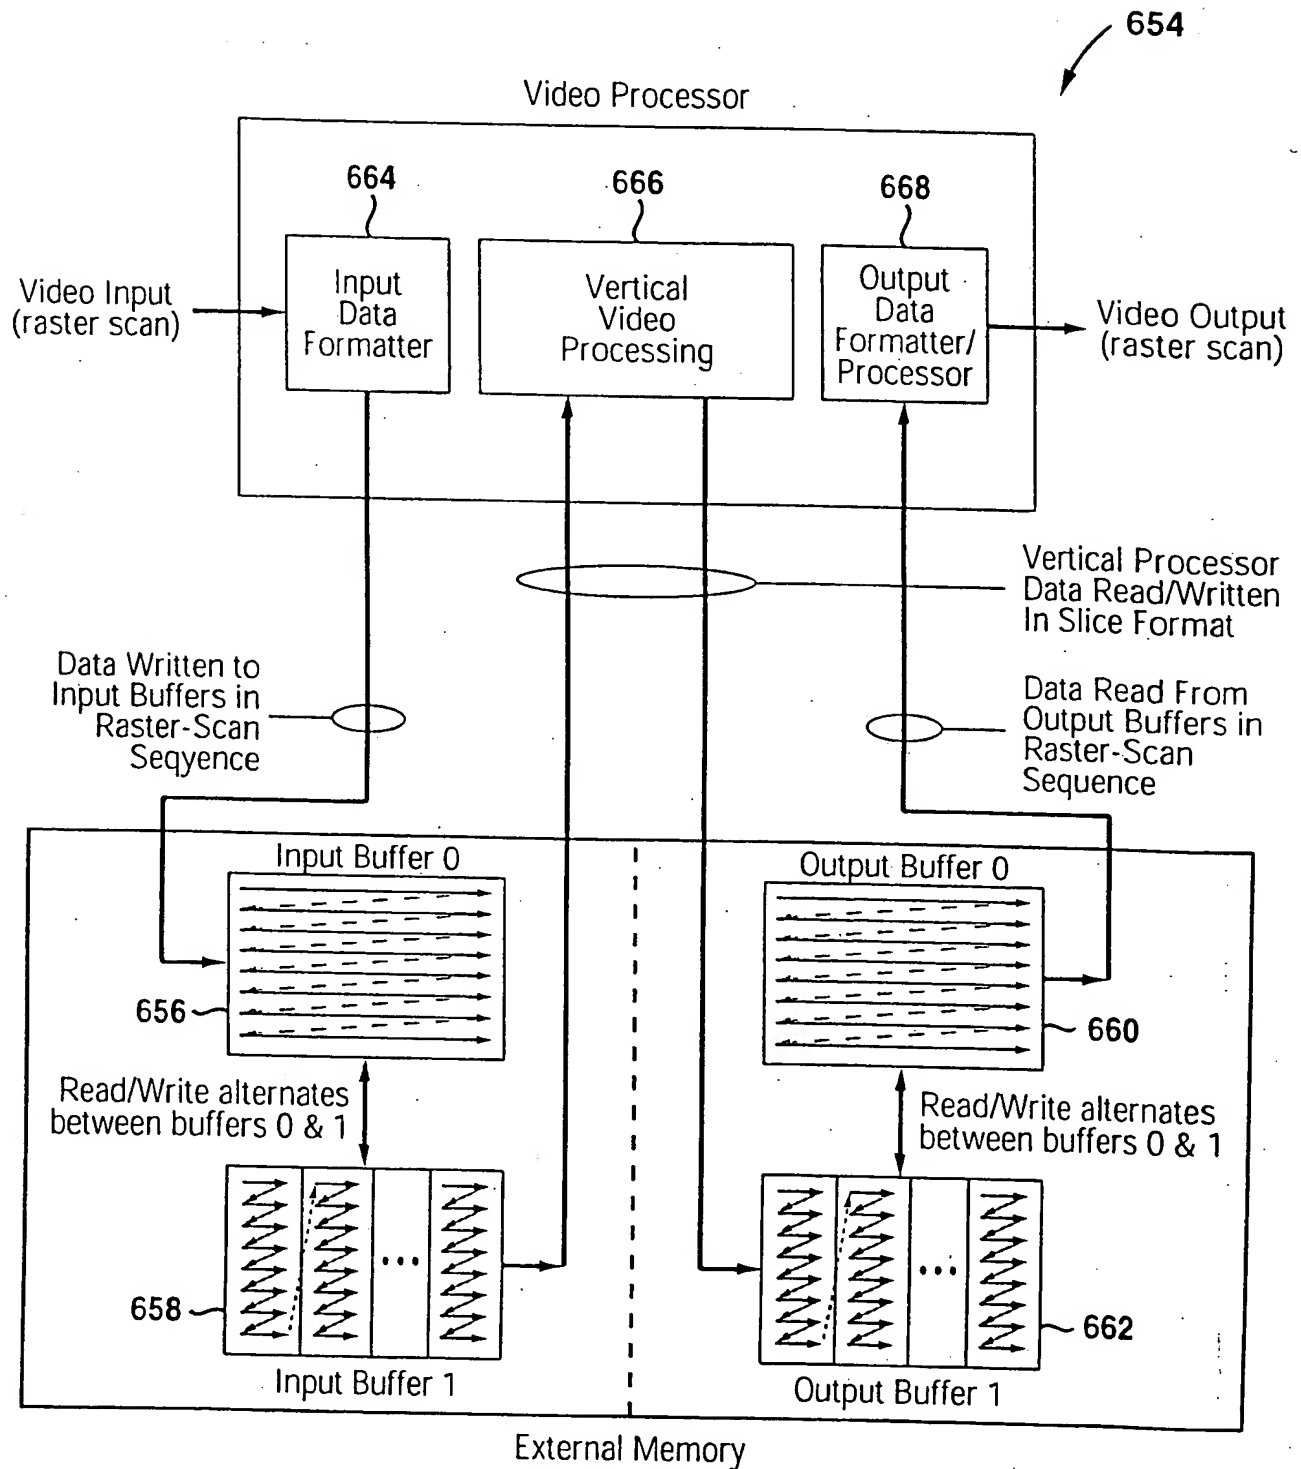 654
Video Processor
664
666
668
Video Input
(raster scan)
Input
Data
Formatter
Vertical
Video
Processing
Output
Data
Formatter/
Processor
Video Output
(raster scan)
Vertical Processor
Data Read/Written
In Slice Format
Data Written to
Input Buffers in
Raster-Scan
Seqyence
Data Read From
Output Buffers in
Raster-Scan
Sequence
Input Buffer 0
Output Buffer 0
656
660
Read/Write alternates
between buffers 0 & 1
Read/Write alternates
between buffers 0 & 1
...
...
658
662
Input Buffer 1
Output Buffer 1
External Memory